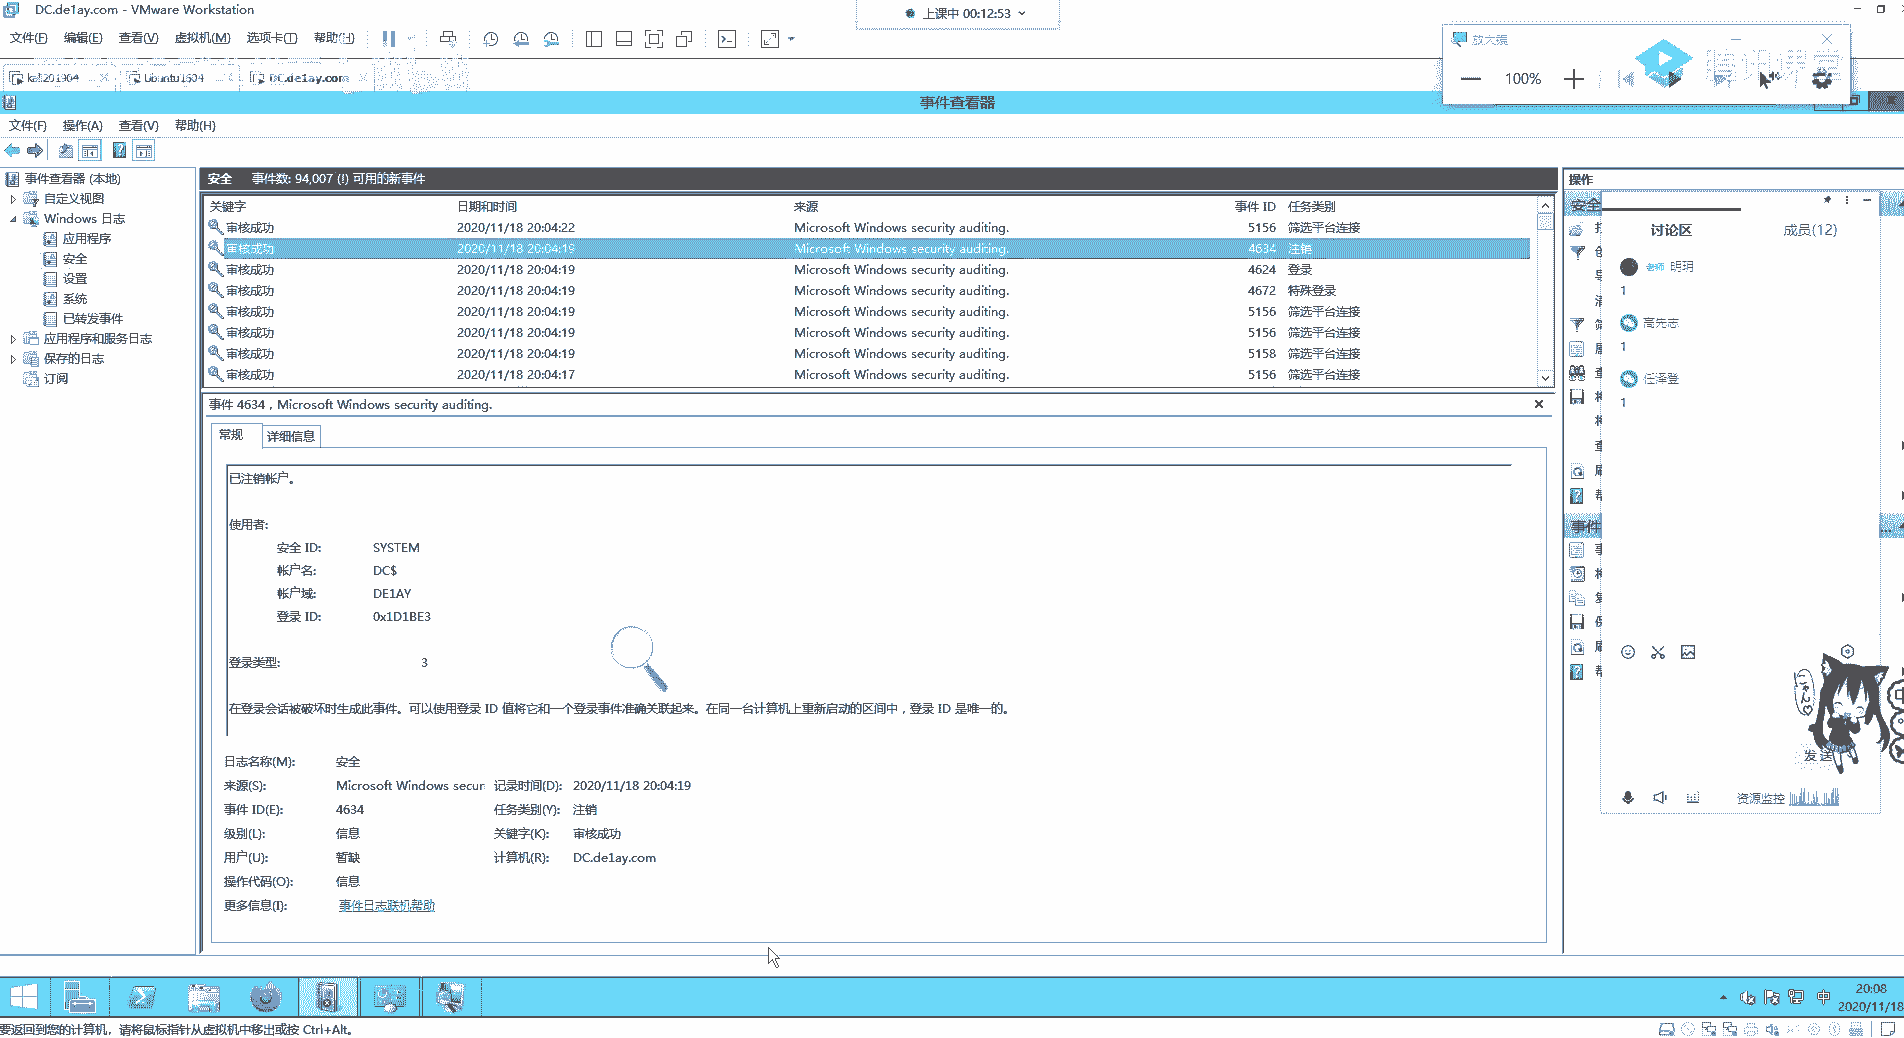 DC.de1ay.com - VMware Workstation
上课中 00:12:53
文件(F) 编辑(E) 查看(V) 虚拟机(M) 选项卡(T) 帮助(H)
放大镜
100%
腾讯课堂
kali201904
Ubuntu1604
DC.de1ay.com
事件查看器
文件(F) 操作(A) 查看(V) 帮助(H)
事件查看器 (本地)
自定义视图
Windows 日志
应用程序
安全
设置
系统
已转发事件
应用程序和服务日志
保存的日志
订阅
安全 事件数: 94,007 (!) 可用的新事件
关键字 日期和时间 来源 事件 ID 任务类别
审核成功 2020/11/18 20:04:22 Microsoft Windows security auditing. 5156 筛选平台连接
审核成功 2020/11/18 20:04:19 Microsoft Windows security auditing. 4634 注销
审核成功 2020/11/18 20:04:19 Microsoft Windows security auditing. 4624 登录
审核成功 2020/11/18 20:04:19 Microsoft Windows security auditing. 4672 特殊登录
审核成功 2020/11/18 20:04:19 Microsoft Windows security auditing. 5156 筛选平台连接
审核成功 2020/11/18 20:04:19 Microsoft Windows security auditing. 5156 筛选平台连接
审核成功 2020/11/18 20:04:19 Microsoft Windows security auditing. 5158 筛选平台连接
审核成功 2020/11/18 20:04:17 Microsoft Windows security auditing. 5156 筛选平台连接
事件 4634，Microsoft Windows security auditing.
常规 详细信息
已注销帐户。
使用者:
安全 ID: SYSTEM
帐户名: DC$
帐户域: DE1AY
登录 ID: 0x1D1BE3
登录类型: 3
在登录会话被破坏时生成此事件。可以使用登录 ID 值将它和一个登录事件准确关联起来。在同一台计算机上重新启动的区间中，登录 ID 是唯一的。
日志名称(M): 安全
来源(S): Microsoft Windows secur 记录时间(D): 2020/11/18 20:04:19
事件 ID(E): 4634 任务类别(Y): 注销
级别(L): 信息 关键字(K): 审核成功
用户(U): 暂缺 计算机(R): DC.de1ay.com
操作代码(O): 信息
更多信息(I): 事件日志联机帮助
操作
安全
事件
讨论区 成员(12)
老师 明玥
1
高先志
1
任泽登
1
发送
资源监控
中
20:08
2020/11/18
要返回到您的计算机，请将鼠标指针从虚拟机中移出或按 Ctrl+Alt。